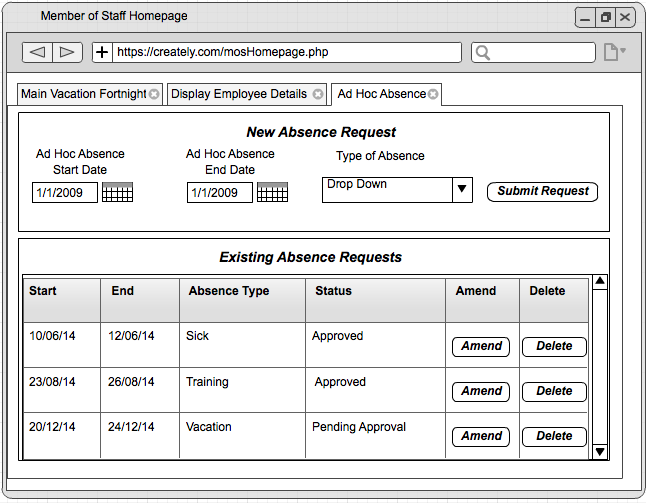 Member of Staff Homepage
https://creately.com/mosHomepage.php
Main Vacation Fortnight
Display Employee Details
Ad Hoc Absence
New Absence Request
Ad Hoc Absence
Start Date
1/1/2009
Ad Hoc Absence
End Date
1/1/2009
Type of Absence
Drop Down
Submit Request
Existing Absence Requests
Start End Absence Type Status Amend Delete
10/06/14 12/06/14 Sick Approved Amend Delete
23/08/14 26/08/14 Training Approved Amend Delete
20/12/14 24/12/14 Vacation Pending Approval Amend Delete